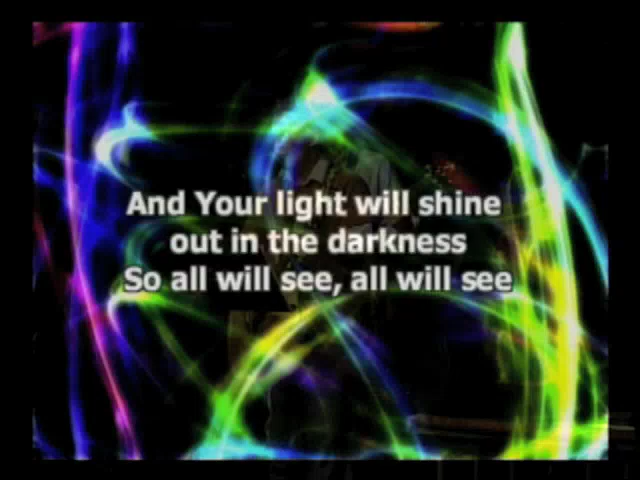 And Your light will shine
out in the darkness
So all will see, all will see